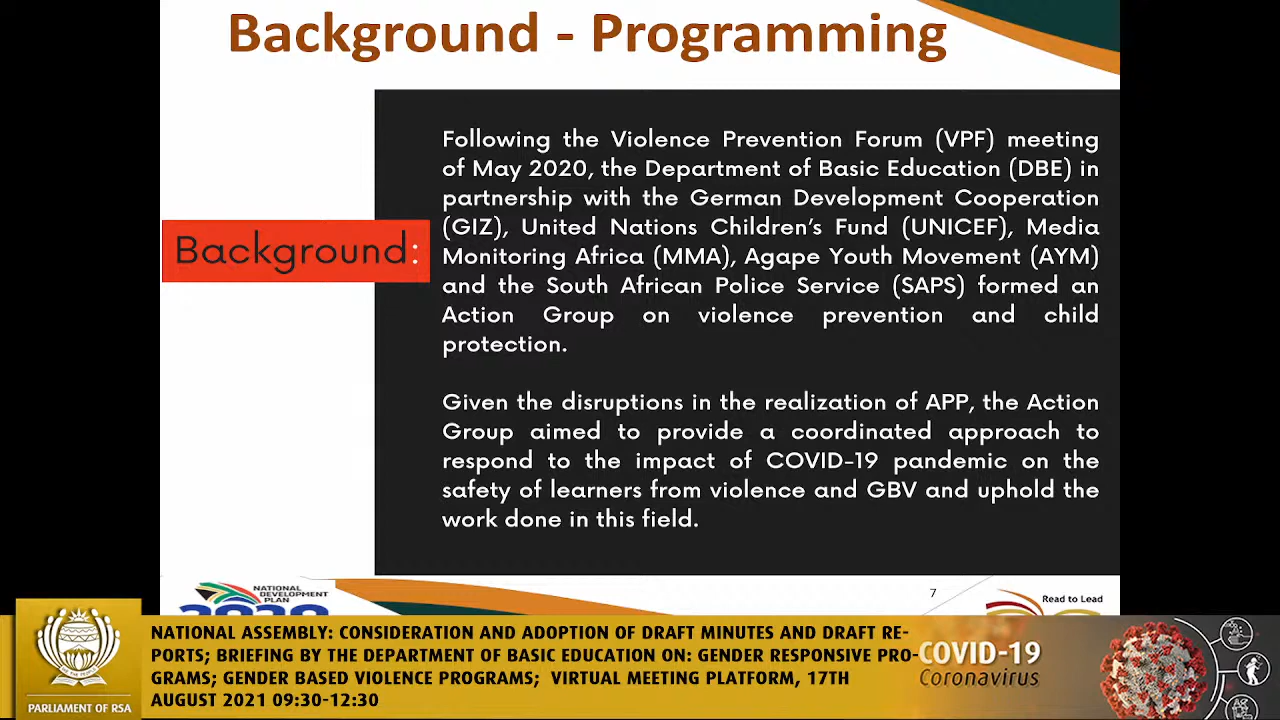 Background - Programming
Following the Violence Prevention Forum (VPF) meeting
of May 2020, the Department of Basic Education (DBE) in
partnership with the German Development Cooperation
(GIZ), United Nations Children's Fund (UNICEF), Media
Monitoring Africa (MMA), Agape Youth Movement (AYM)
and the South African Police Service (SAPS) formed an
Action Group on violence prevention and child
protection.
Background:
Given the disruptions in the realization of APP, the Action
Group aimed to provide a coordinated approach to
respond to the impact of COVID-19 pandemic on the
safety of learners from violence and GBV and uphold the
work done in this field.
NATIONAL
DEVELOPMENT
PLAN
2030
7
Read to Lead
NATIONAL ASSEMBLY: CONSIDERATION AND ADOPTION OF DRAFT MINUTES AND DRAFT RE-
PORTS; BRIEFING BY THE DEPARTMENT OF BASIC EDUCATION ON: GENDER RESPONSIVE PRO-
GRAMS; GENDER BASED VIOLENCE PROGRAMS; VIRTUAL MEETING PLATFORM, 17TH
AUGUST 2021 09:30-12:30
PARLIAMENT OF RSA
COVID-19
Coronavirus